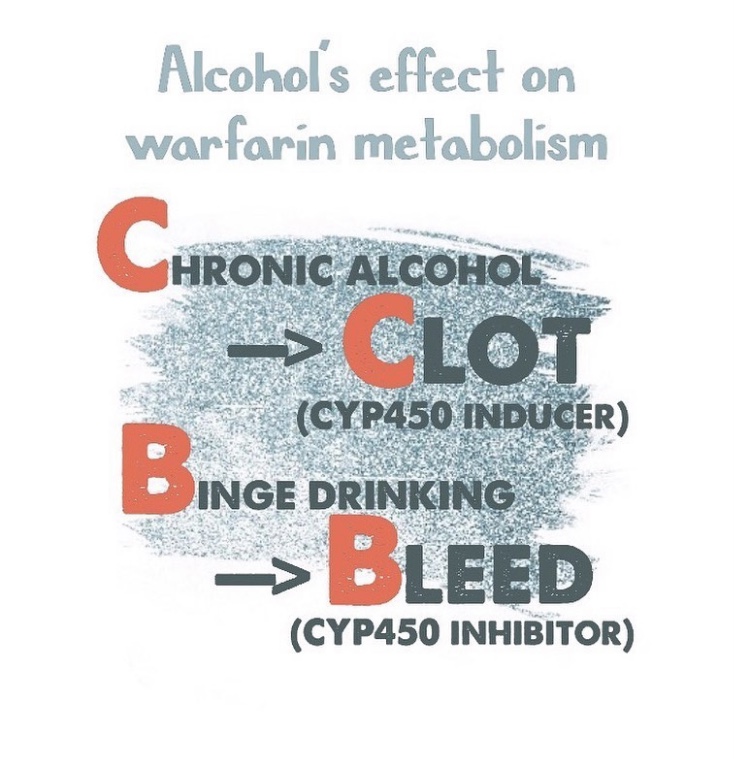 Alcohol's effect on
warfarin metabolism
CHRONIC ALCOHOL
→ CLOT
(CYP450 INDUCER)
BINGE DRINKING
→ BLEED
(CYP450 INHIBITOR)